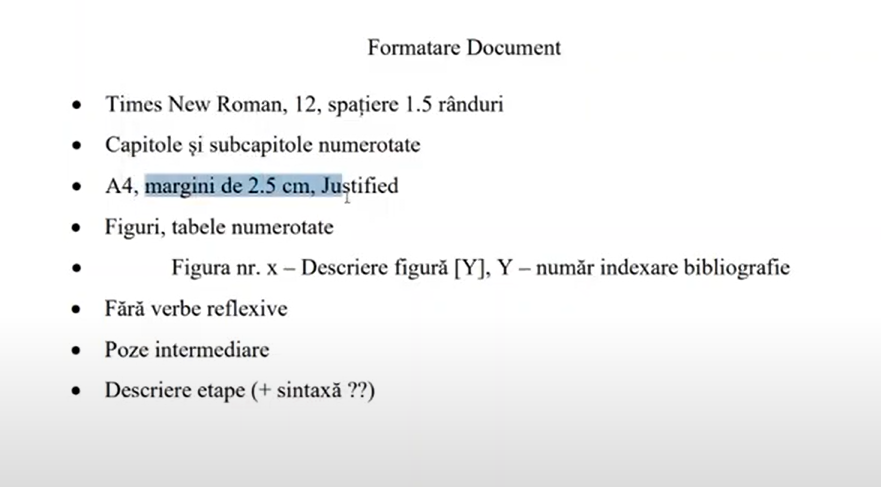 Formatare Document
• Times New Roman, 12, spațiere 1.5 rânduri
• Capitole și subcapitole numerotate
• A4, margini de 2.5 cm, Justified
• Figuri, tabele numerotate
• Figura nr. x – Descriere figură [Y], Y – număr indexare bibliografie
• Fără verbe reflexive
• Poze intermediare
• Descriere etape (+ sintaxă ??)